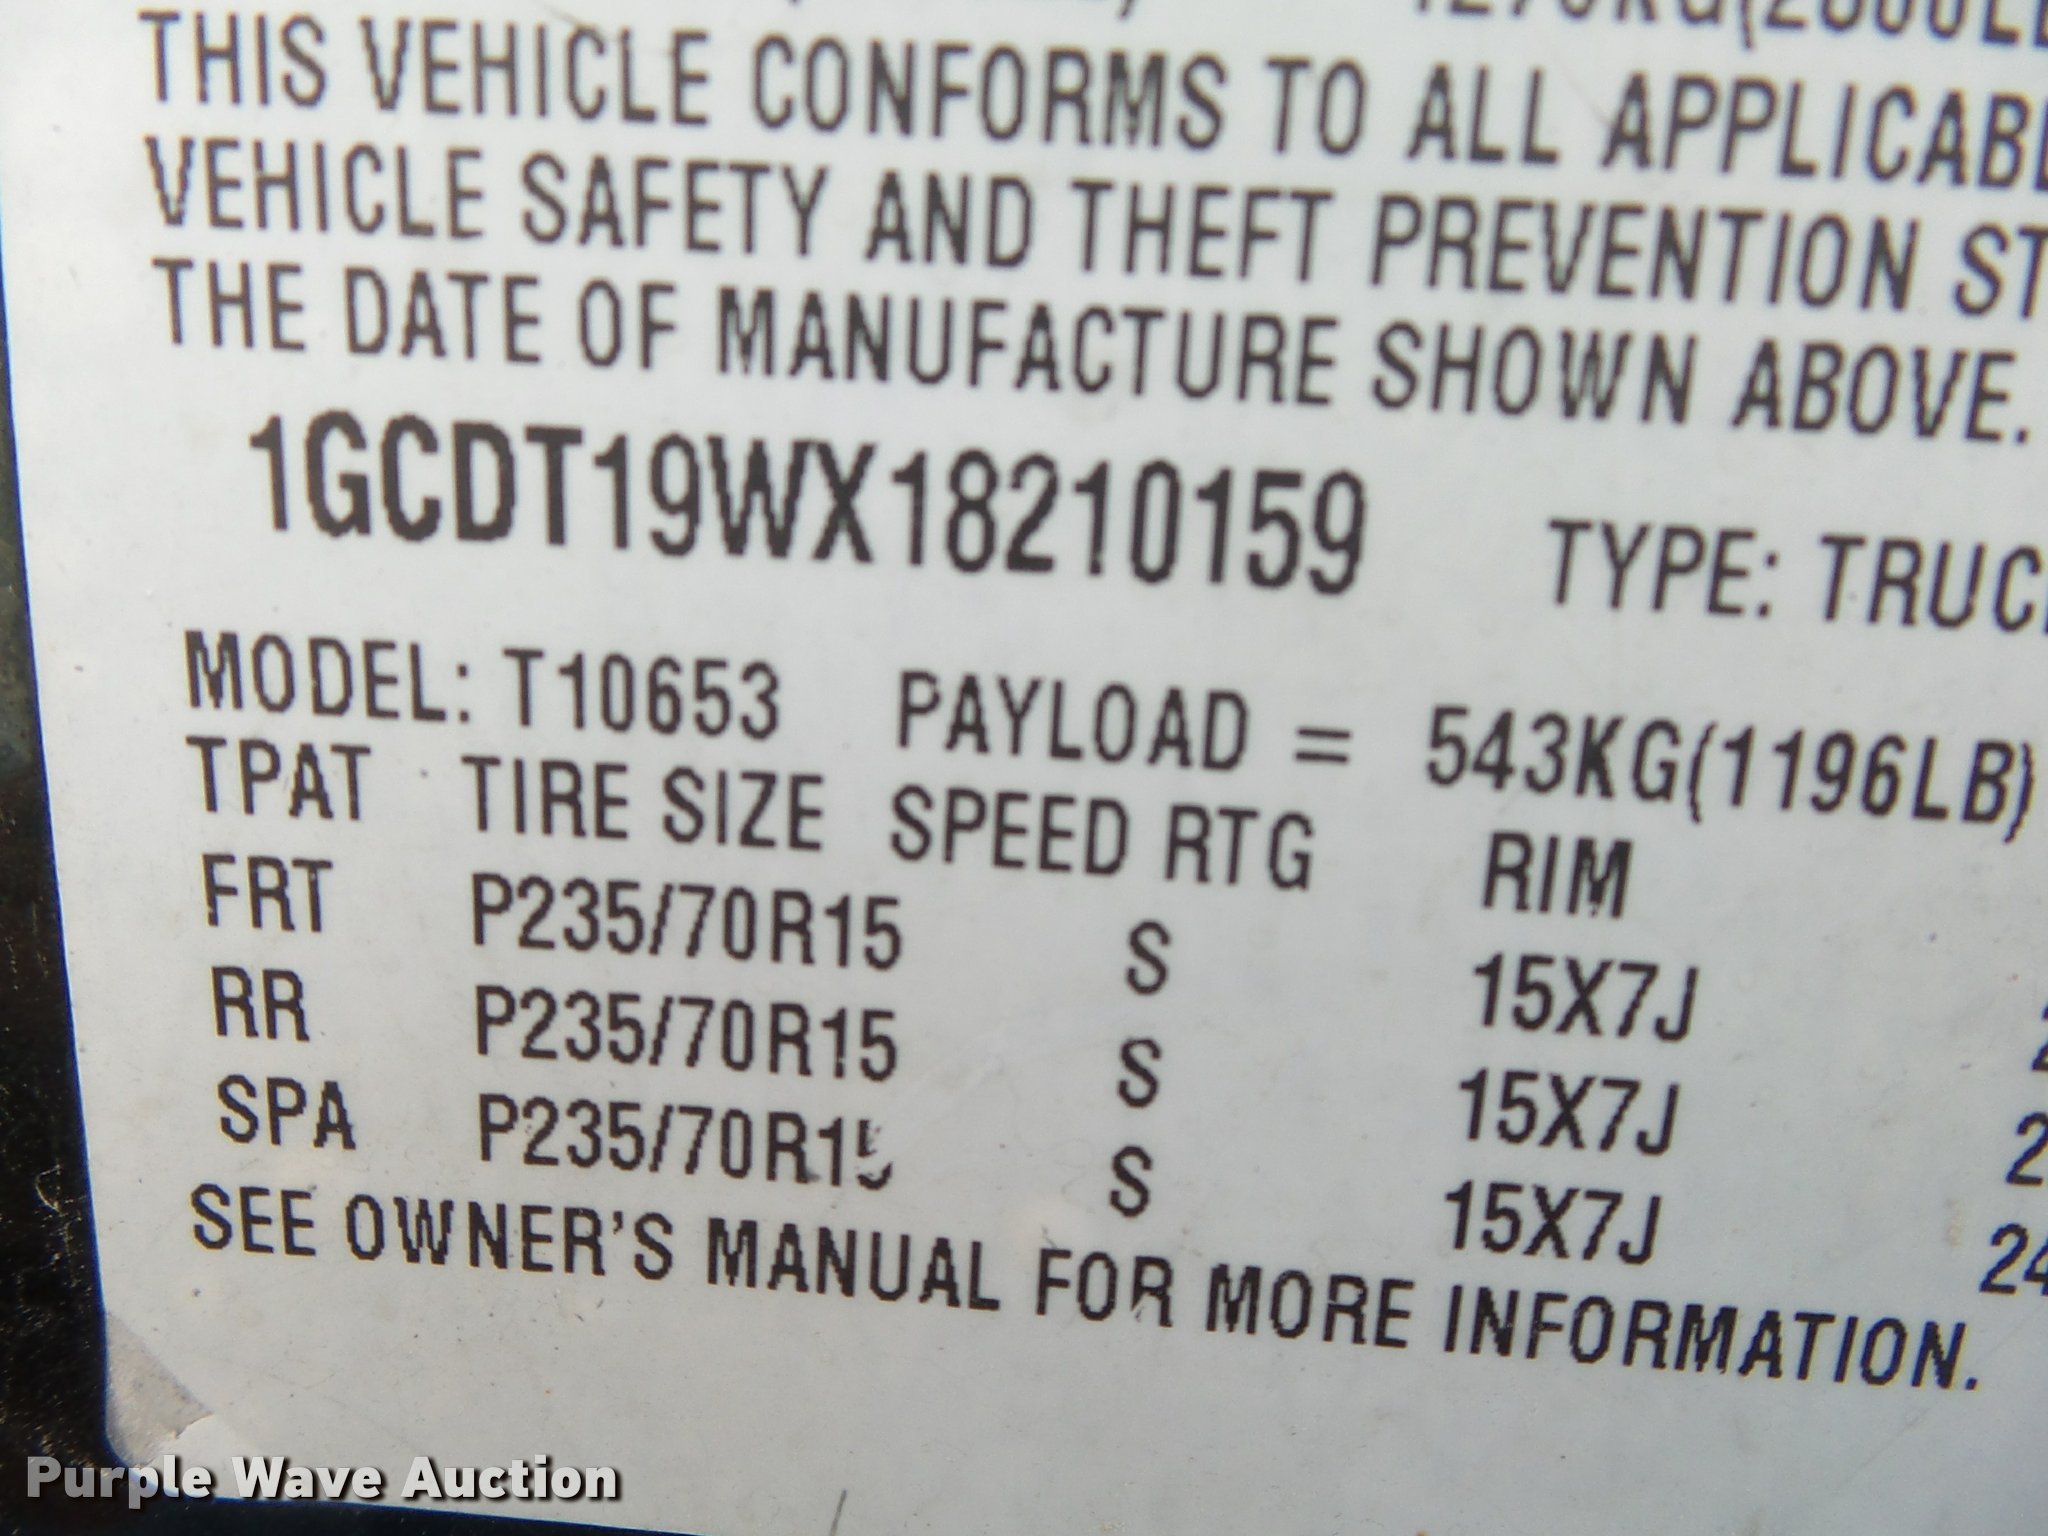 THIS VEHICLE CONFORMS TO ALL
VEHICLE SAFETY AND THEFT PREVENTION
THE DATE OF MANUFACTURE SHOWN ABOVE.
1GCDT19WX18210159 TYPE:
MODEL: T10653 PAYLOAD = 543KG(1196LB)
TPAT TIRE SIZE SPEED RTG RIM
FRT P235/70R15 S 15X7J
RR P235/70R15 S 15X7J
SPA P235/70R15 S 15X7J
SEE OWNER'S MANUAL FOR MORE INFORMATION.
Purple Wave Auction